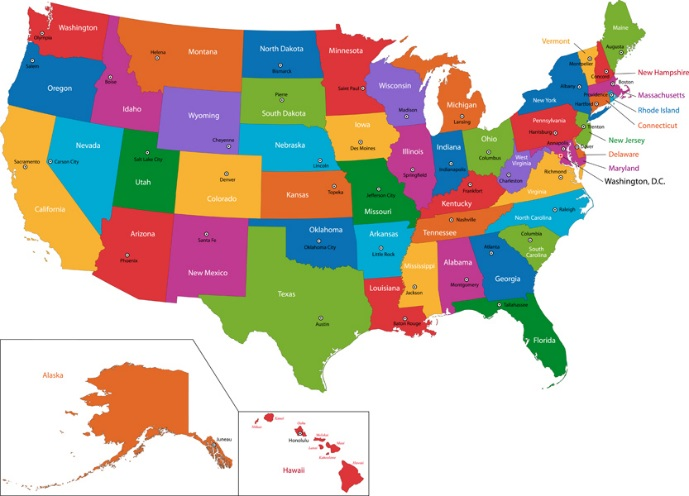 Washington
Olympia
Oregon
Salem
California
Sacramento
Nevada
Carson City
Idaho
Boise
Montana
Helena
Wyoming
Cheyenne
Utah
Salt Lake City
Colorado
Denver
Arizona
Phoenix
New Mexico
Santa Fe
North Dakota
Bismarck
South Dakota
Pierre
Nebraska
Lincoln
Kansas
Topeka
Oklahoma
Oklahoma City
Texas
Austin
Minnesota
Saint Paul
Iowa
Des Moines
Missouri
Jefferson City
Arkansas
Little Rock
Louisiana
Baton Rouge
Wisconsin
Madison
Illinois
Springfield
Michigan
Lansing
Indiana
Indianapolis
Ohio
Columbus
Kentucky
Frankfort
Tennessee
Nashville
Mississippi
Jackson
Alabama
Montgomery
Georgia
Atlanta
Florida
Tallahassee
South
Carolina
Columbia
North Carolina
Raleigh
Virginia
Richmond
West
Virginia
Charleston
Pennsylvania
Harrisburg
New York
Albany
Vermont
Montpelier
Maine
Augusta
New Hampshire
Concord
Massachusetts
Boston
Rhode Island
Providence
Connecticut
Hartford
New Jersey
Trenton
Delaware
Dover
Maryland
Annapolis
Washington, D.C.
Alaska
Juneau
Hawaii
Honolulu